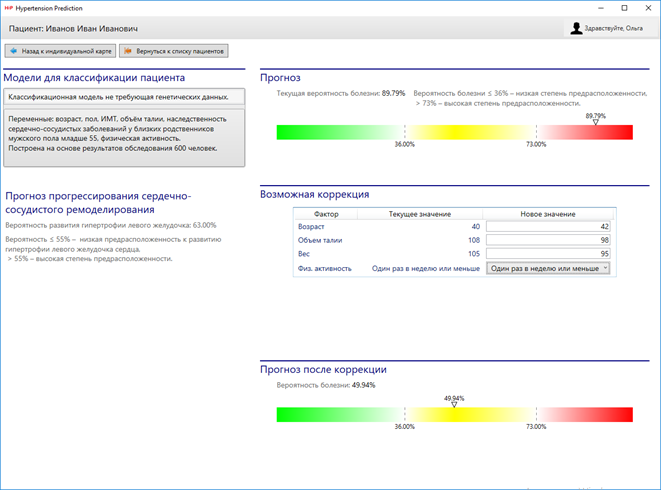 HiP Hypertension Prediction
Пациент: Иванов Иван Иванович
Здравствуйте, Ольга
Назад к индивидуальной карте
Вернуться к списку пациентов
Модели для классификации пациента
Классификационная модель не требующая генетических данных.
Переменные: возраст, пол, ИМТ, объём талии, наследственность
сердечно-сосудистых заболеваний у близких родственников
мужского пола младше 55, физическая активность.
Построена на основе результатов обследования 600 человек.
Прогноз прогрессирования сердечно-
сосудистого ремоделирования
Вероятность развития гипертрофии левого желудочка: 63.00%
Вероятность ≤ 55% – низкая предрасположенность к развитию
гипертрофии левого желудочка сердца.
> 55% – высокая степень предрасположенности.
Прогноз
Текущая вероятность болезни: 89.79%
Вероятность болезни ≤ 36% – низкая степень предрасположенности,
> 73% – высокая степень предрасположенности.
89.79%
36.00% 73.00%
Возможная коррекция
Фактор Текущее значение Новое значение
Возраст 40 42
Объем талии 108 98
Вес 105 95
Физ. активность Один раз в неделю или меньше Один раз в неделю или меньше
Прогноз после коррекции
Вероятность болезни: 49.94%
49.94%
36.00% 73.00%